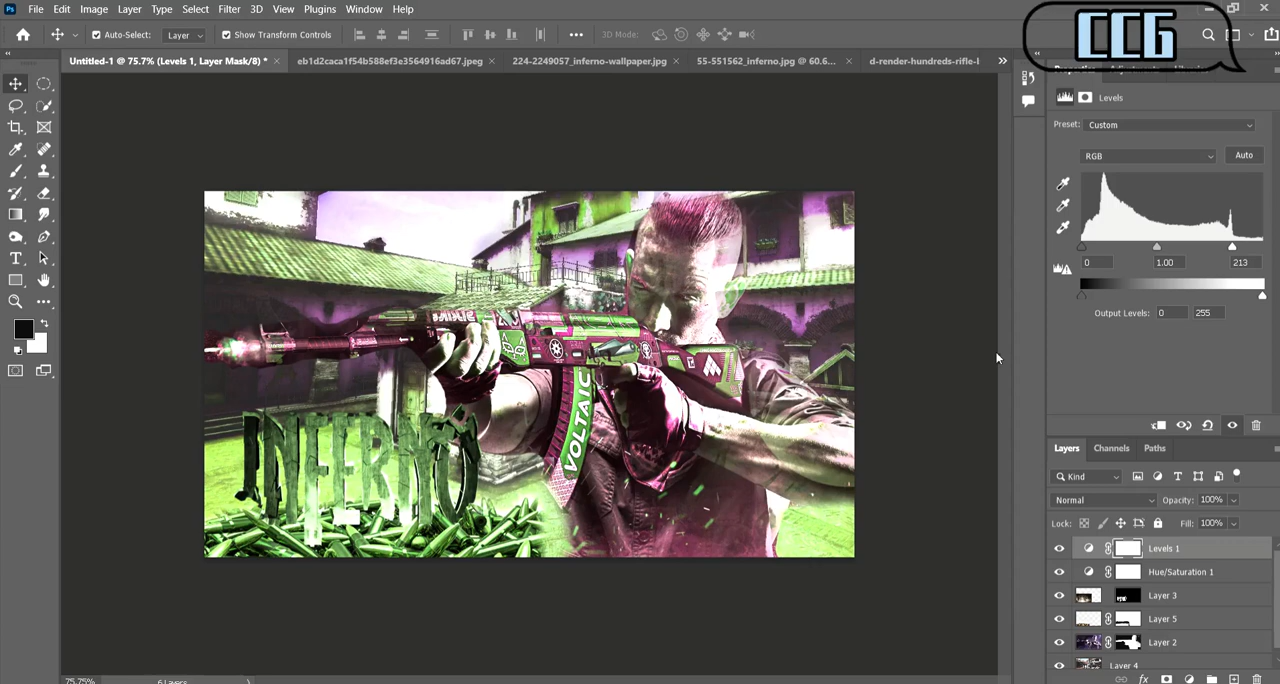 Ps File Edit Image Layer Type Select Filter 3D View Plugins Window Help
CCG
Auto-Select: Layer Show Transform Controls 3D Mode:
Untitled-1 @ 75.7% (Levels 1, Layer Mask/8) * × eb1d2caca1f54b588ef3e3564916ad67.jpeg × 224-2249057_inferno-wallpaper.jpg × 55-551562_inferno.jpg @ 60.6... × d-render-hundreds-rifle-l
Properties
Levels
Preset: Custom
RGB Auto
0 1.00 213
Output Levels: 0 255
VOLTAIC
INFERNO
Layers Channels Paths
Kind
Normal Opacity: 100%
Lock: Fill: 100%
Levels 1
Hue/Saturation 1
Layer 3
Layer 5
Layer 2
Layer 4
75.75% 6 Layers fx